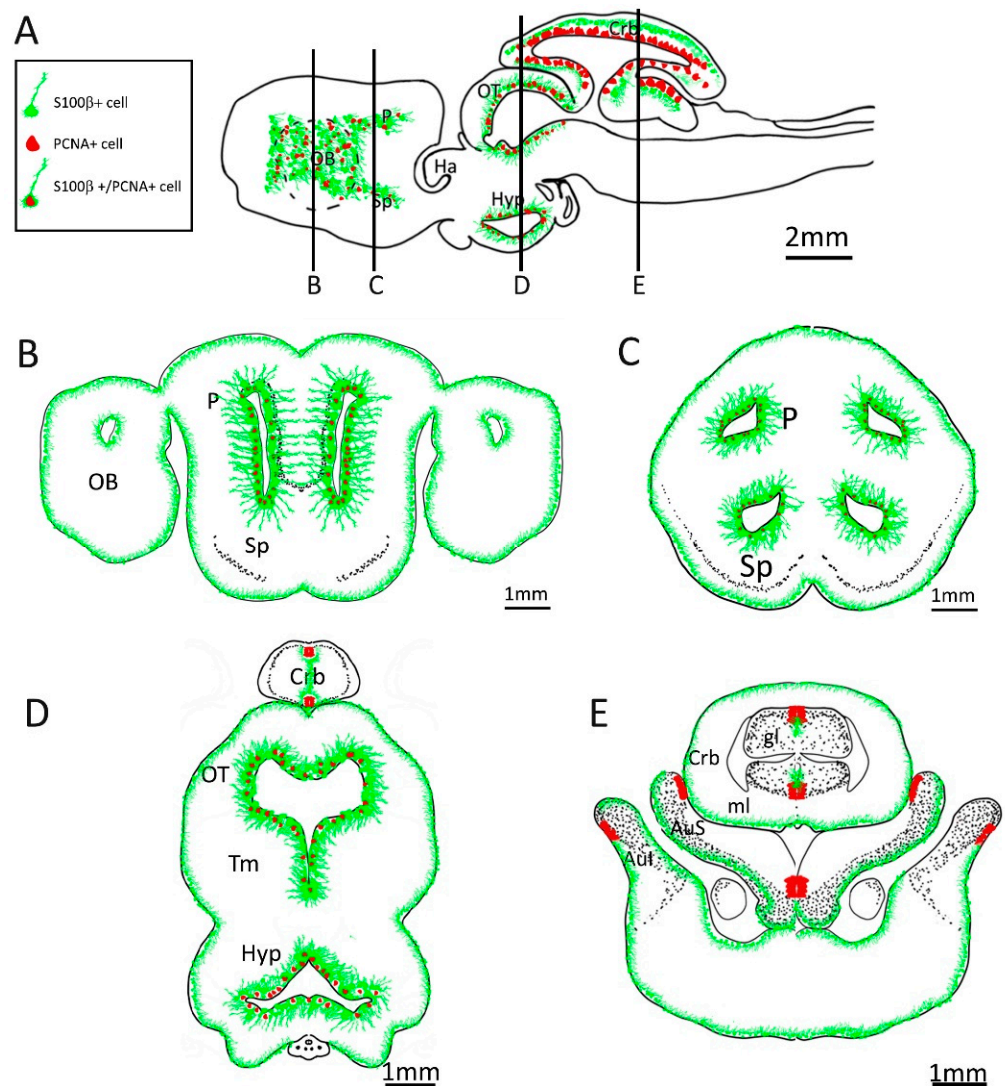 A
S100β+ cell
PCNA+ cell
S100β +/PCNA+ cell
Crb
OT
P
OB
Ha
Sp
Hyp
2mm
B C D E
B
P
OB
Sp
1mm
C
P
Sp
1mm
D
Crb
OT
Tm
Hyp
1mm
E
gl
Crb
ml
AuS
AuI
1mm